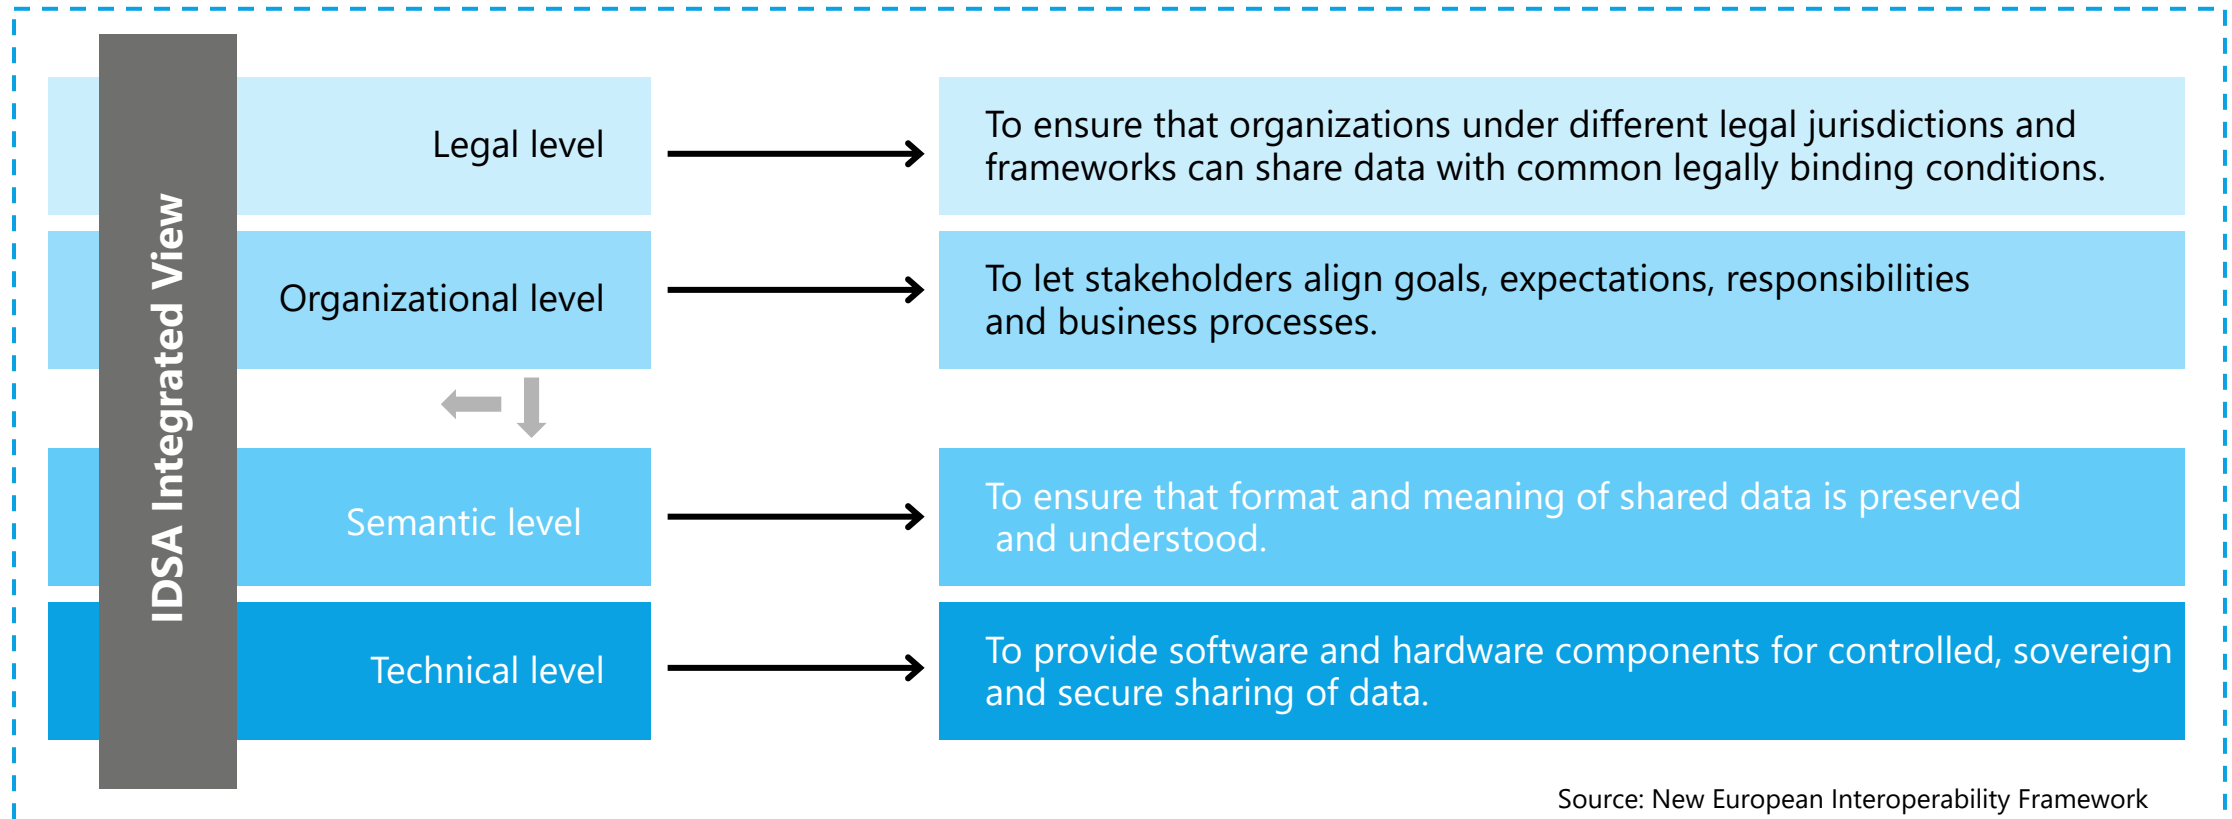 IDSA Integrated View
Legal level
To ensure that organizations under different legal jurisdictions and
frameworks can share data with common legally binding conditions.
Organizational level
To let stakeholders align goals, expectations, responsibilities
and business processes.
Semantic level
To ensure that format and meaning of shared data is preserved
and understood.
Technical level
To provide software and hardware components for controlled, sovereign
and secure sharing of data.
Source: New European Interoperability Framework